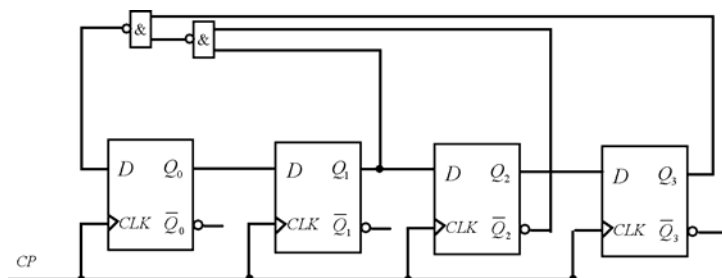 & &
D Q₀ D Q₁ D Q₂ D Q₃
CLK Q̅₀ CLK Q̅₁ CLK Q̅₂ CLK Q̅₃
CP